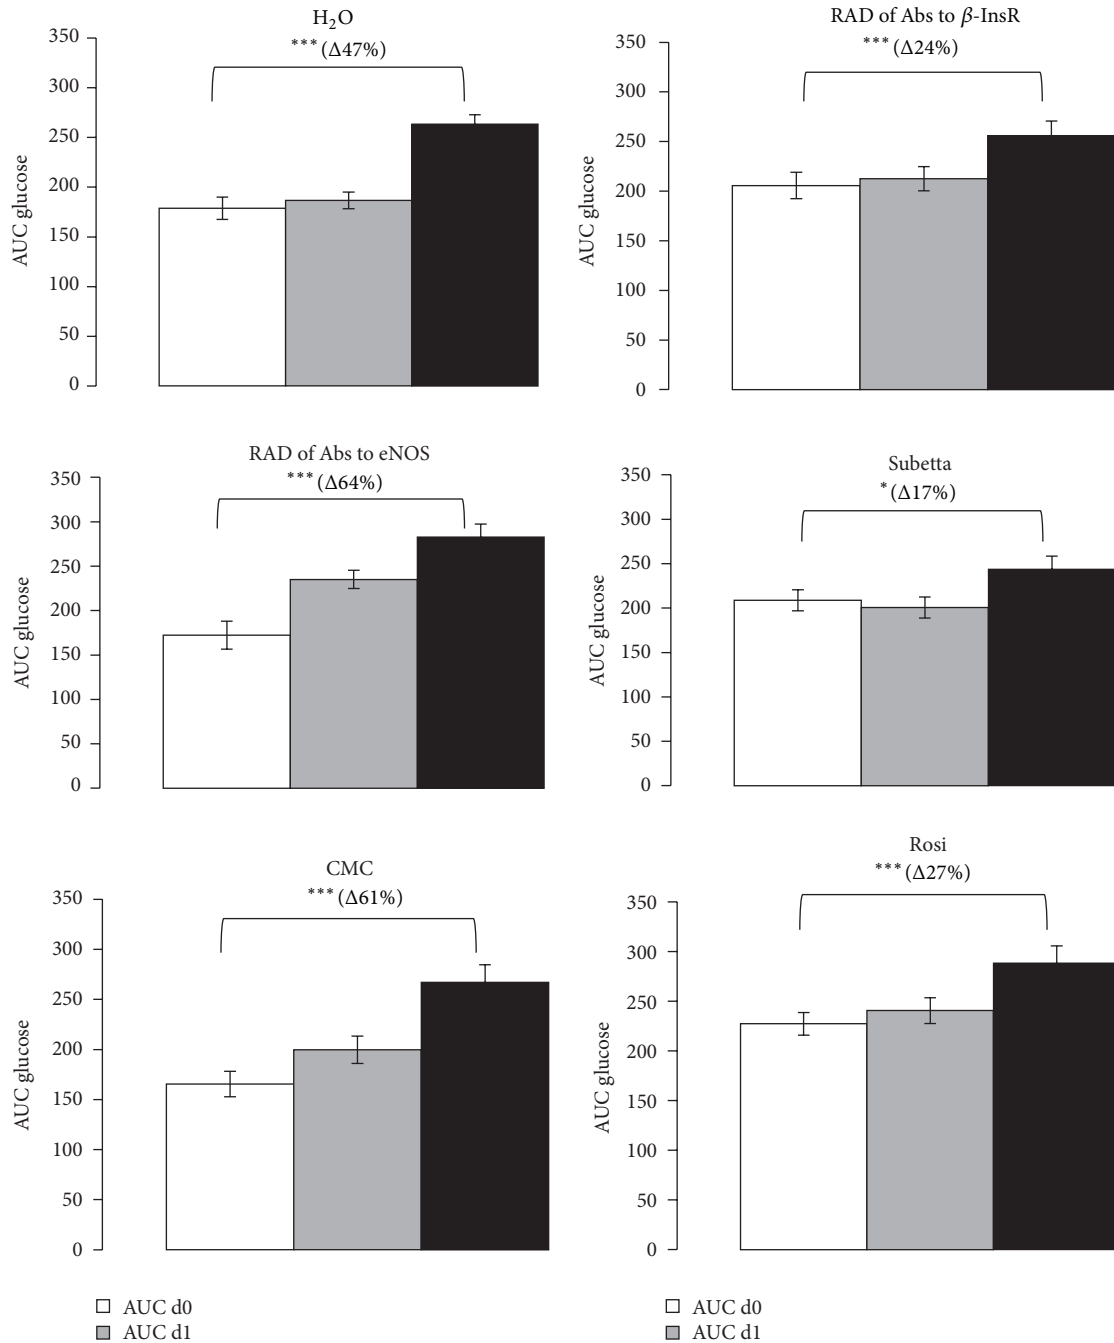 H₂O
*** (Δ47%)
350
300
250
200
150
100
50
0
AUC glucose
RAD of Abs to β-InsR
*** (Δ24%)
350
300
250
200
150
100
50
0
AUC glucose
RAD of Abs to eNOS
*** (Δ64%)
350
300
250
200
150
100
50
0
AUC glucose
Subetta
* (Δ17%)
350
300
250
200
150
100
50
0
AUC glucose
CMC
*** (Δ61%)
350
300
250
200
150
100
50
0
AUC glucose
Rosi
*** (Δ27%)
350
300
250
200
150
100
50
0
AUC glucose
AUC d0
AUC d1
AUC d0
AUC d1